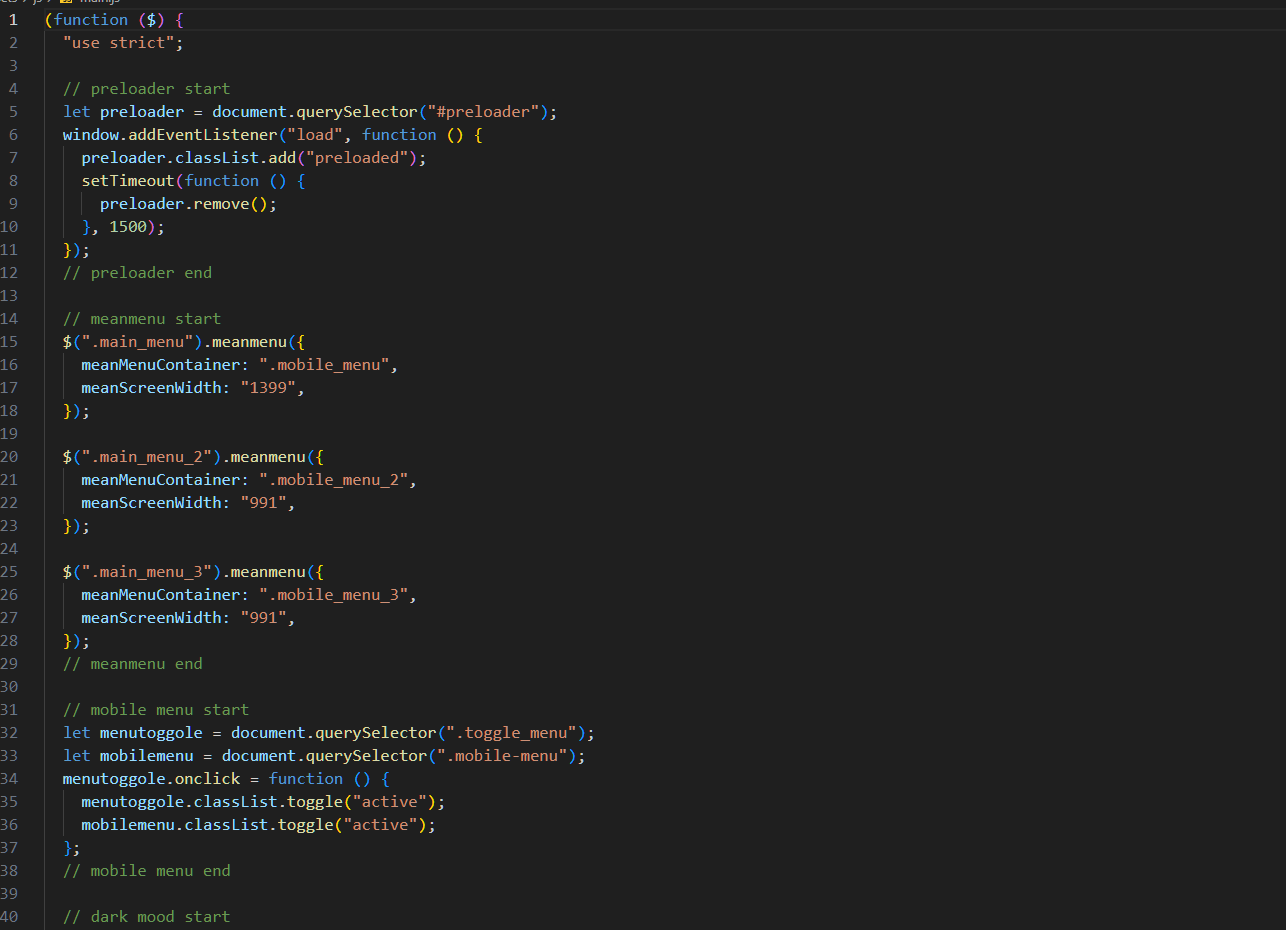 1 (function ($) {
2 "use strict";
3
4 // preloader start
5 let preloader = document.querySelector("#preloader");
6 window.addEventListener("load", function () {
7 preloader.classList.add("preloaded");
8 setTimeout(function () {
9 preloader.remove();
10 }, 1500);
11 });
12 // preloader end
13
14 // meanmenu start
15 $(".main_menu").meanmenu({
16 meanMenuContainer: ".mobile_menu",
17 meanScreenWidth: "1399",
18 });
19
20 $(".main_menu_2").meanmenu({
21 meanMenuContainer: ".mobile_menu_2",
22 meanScreenWidth: "991",
23 });
24
25 $(".main_menu_3").meanmenu({
26 meanMenuContainer: ".mobile_menu_3",
27 meanScreenWidth: "991",
28 });
29 // meanmenu end
30
31 // mobile menu start
32 let menutoggole = document.querySelector(".toggle_menu");
33 let mobilemenu = document.querySelector(".mobile-menu");
34 menutoggole.onclick = function () {
35 menutoggole.classList.toggle("active");
36 mobilemenu.classList.toggle("active");
37 };
38 // mobile menu end
39
40 // dark mood start